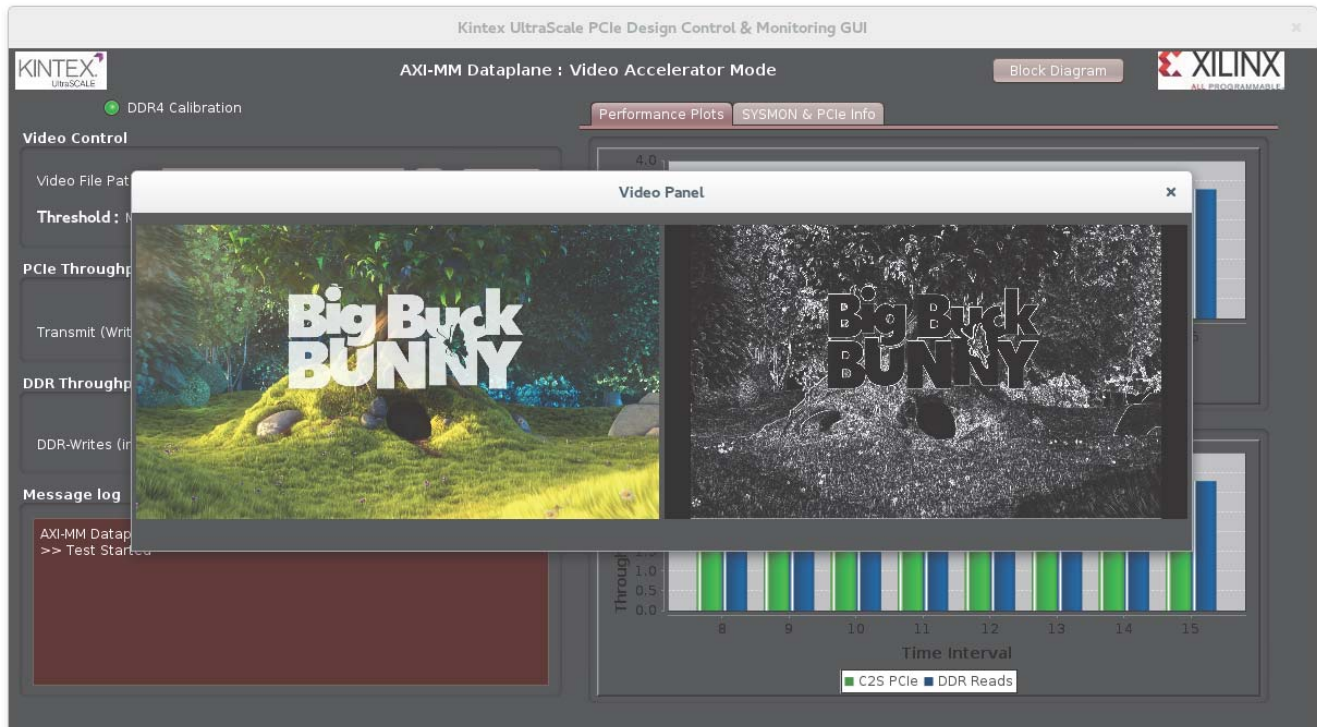 Kintex UltraScale PCIe Design Control & Monitoring GUI
KINTEX
UltraSCALE
AXI-MM Dataplane : Video Accelerator Mode
Block Diagram
XILINX
ALL PROGRAMMABLE
DDR4 Calibration
Performance Plots
SYSMON & PCIe Info
Video Control
4.0
Video File Pat
Video Panel
Threshold :
Big Buck
BUNNY
Big Buck
BUNNY
PCIe Throughp
Transmit (Writ
DDR Throughp
DDR-Writes (i
Message log
AXI-MM Datap
>> Test Started
Through
1.0
0.5
0.0
8 9 10 11 12 13 14 15
Time Interval
C2S PCIe DDR Reads